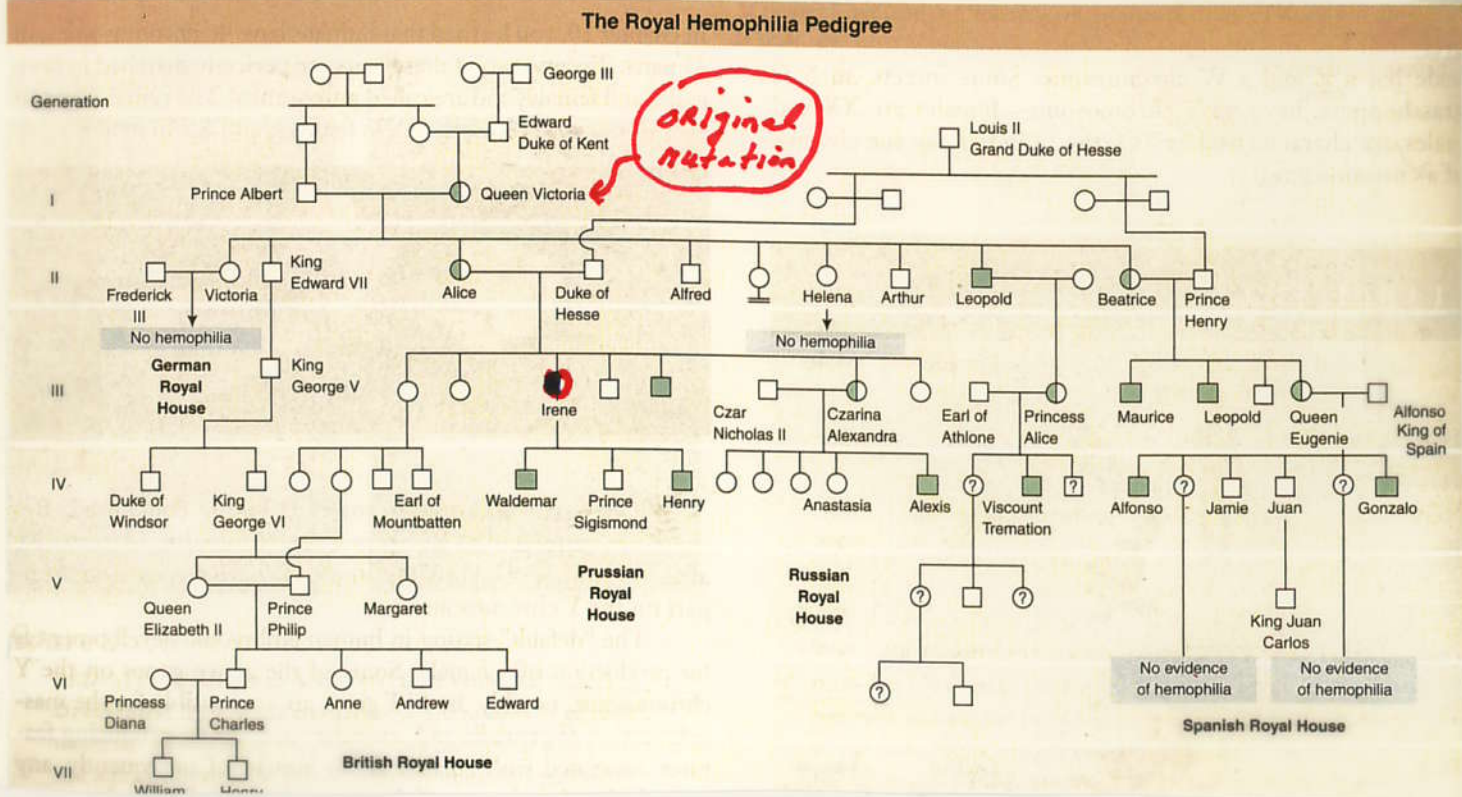 The Royal Hemophilia Pedigree
Generation
George III
Edward
Duke of Kent
original
mutation
Louis II
Grand Duke of Hesse
I
Prince Albert
Queen Victoria
II
Frederick
III
Victoria
King
Edward VII
Alice
Duke of
Hesse
Alfred
Helena
Arthur
Leopold
Beatrice
Prince
Henry
No hemophilia
No hemophilia
German
Royal
House
King
George V
III
Irene
Czar
Nicholas II
Czarina
Alexandra
Earl of
Athlone
Princess
Alice
Maurice
Leopold
Queen
Eugenie
Alfonso
King of
Spain
IV
Duke of
Windsor
King
George VI
Earl of
Mountbatten
Waldemar
Prince
Sigismond
Henry
Anastasia
Alexis
?
Viscount
Tremation
?
Alfonso
?
Jamie
Juan
?
Gonzalo
V
Queen
Elizabeth II
Prince
Philip
Margaret
Prussian
Royal
House
Russian
Royal
House
?
?
King Juan
Carlos
VI
Princess
Diana
Prince
Charles
Anne
Andrew
Edward
?
No evidence
of hemophilia
No evidence
of hemophilia
Spanish Royal House
VII
William
Henry
British Royal House